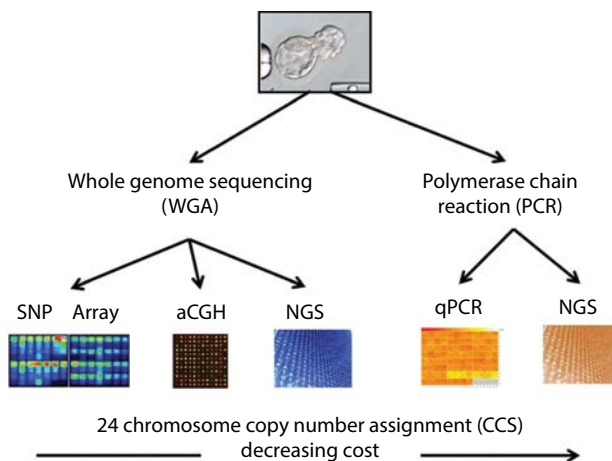 Whole genome sequencing
(WGA)
Polymerase chain
reaction (PCR)
SNP Array
aCGH
NGS
qPCR
NGS
24 chromosome copy number assignment (CCS)
decreasing cost